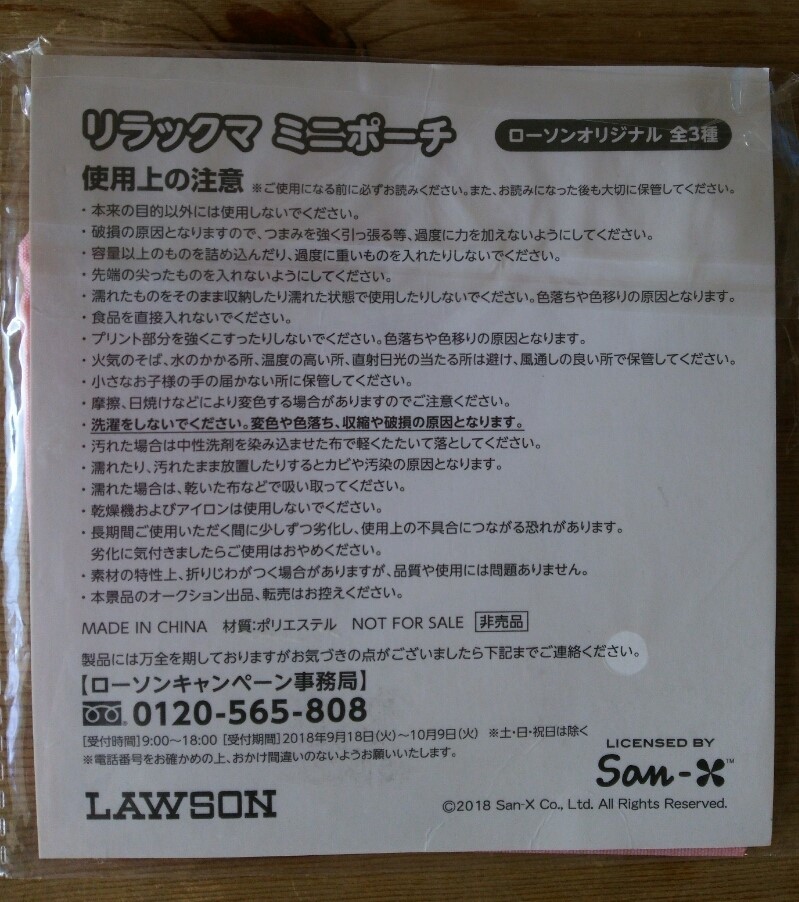 リラックマ ミニポーチ ローソンオリジナル 全3種
使用上の注意 ※ご使用になる前に必ずお読みください。また、お読みになった後も大切に保管してください。
・本来の目的以外には使用しないでください。
・破損の原因となりますので、つまみを強く引っ張る等、過度に力を加えないようにしてください。
・容量以上のものを詰め込んだり、過度に重いものを入れたりしないでください。
・先端の尖ったものを入れないようにしてください。
・濡れたものをそのまま収納したり濡れた状態で使用したりしないでください。色落ちや色移りの原因となります。
・食品を直接入れないでください。
・プリント部分を強くこすったりしないでください。色落ちや色移りの原因となります。
・火気のそば、水のかかる所、温度の高い所、直射日光の当たる所は避け、風通しの良い所で保管してください。
・小さなお子様の手の届かない所に保管してください。
・摩擦、日焼けなどにより変色する場合がありますのでご注意ください。
・洗濯をしないでください。変色や色落ち、収縮や破損の原因となります。
・汚れた場合は中性洗剤を染み込ませた布で軽くたたいて落としてください。
・濡れたり、汚れたまま放置したりするとカビや汚染の原因となります。
・濡れた場合は、乾いた布などで吸い取ってください。
・乾燥機およびアイロンは使用しないでください。
・長期間ご使用いただく間に少しずつ劣化し、使用上の不具合につながる恐れがあります。
劣化に気付きましたらご使用はおやめください。
・素材の特性上、折りじわがつく場合がありますが、品質や使用には問題ありません。
・本景品のオークション出品、転売はお控えください。
MADE IN CHINA 材質:ポリエステル NOT FOR SALE 非売品
製品には万全を期しておりますがお気づきの点がございましたら下記までご連絡ください。
【ローソンキャンペーン事務局】
0120-565-808
[受付時間]9:00～18:00 [受付期間]2018年9月18日(火)～10月9日(火) ※土・日・祝日は除く
※電話番号をお確かめの上、おかけ間違いのないようお願いいたします。
LICENSED BY
San-X™
LAWSON
©2018 San-X Co., Ltd. All Rights Reserved.